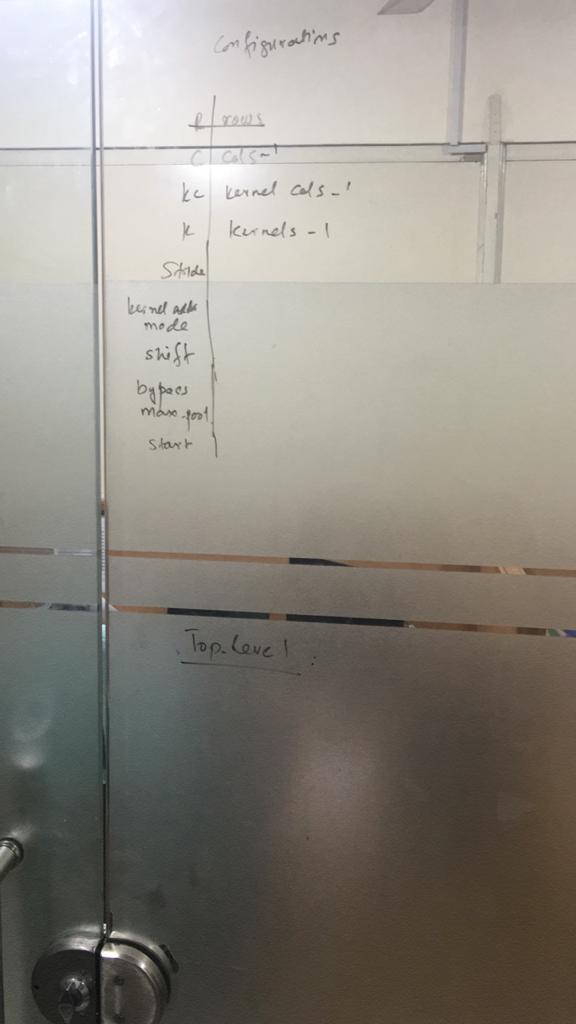 Configurations
R rows
C cols-1
kc kernel cols-1
k kernels-1
Stride
kernel addr
mode
shift
bypass
max-pool
start
Top-Level